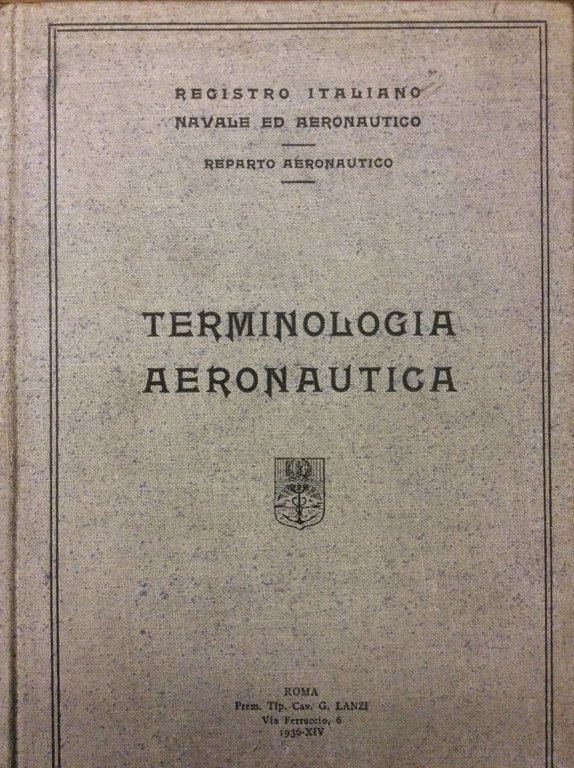 REGISTRO ITALIANO
NAVALE ED AERONAUTICO
REPARTO AERONAUTICO
TERMINOLOGIA
AERONAUTICA
ROMA
Prem. Tip. Cav. G. LANZI
Via Ferruccio, 6
1936-XIV